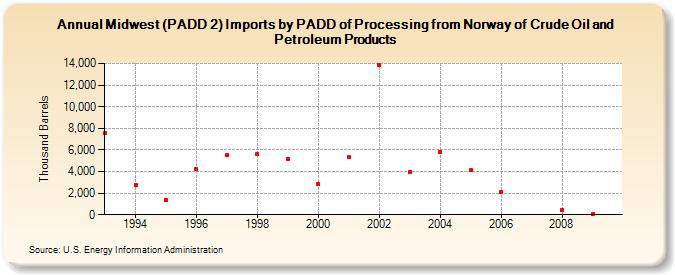 Annual Midwest (PADD 2) Imports by PADD of Processing from Norway of Crude Oil and
Petroleum Products
Thousand Barrels
14,000
12,000
10,000
8,000
6,000
4,000
2,000
0
1994 1996 1998 2000 2002 2004 2006 2008
Source: U.S. Energy Information Administration